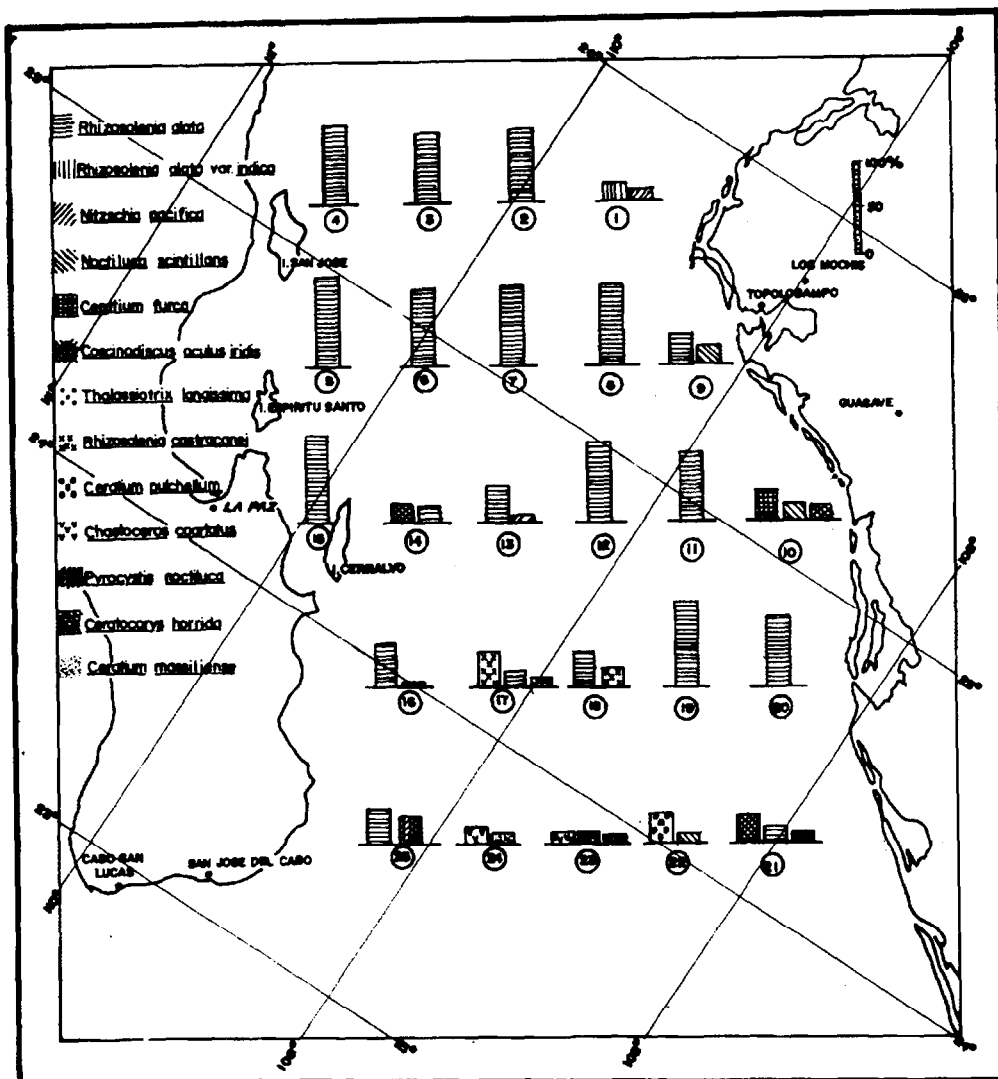 Rhizosolenia alata
Rhizosolenia alata var. indica
Nitzschia pacifica
Noctiluca scintillans
Ceratium furca
Coscinodiscus oculus iridis
Thalassiotrix longissima
Rhizosolenia castracanei
Ceratium pulchellum
Chaetoceros coartatus
Pyrocystis noctiluca
Ceratocorys horrida
Ceratium massiliense
4
3
2
1
100%
50
0
I. SAN JOSE
LOS MOCHIS
TOPOLOBAMPO
5
6
7
8
9
I. ESPIRITU SANTO
GUASAVE
LA PAZ
15
14
13
12
11
10
I. CERRALVO
16
17
18
19
20
25
24
23
22
21
CABO SAN
LUCAS
SAN JOSE DEL CABO